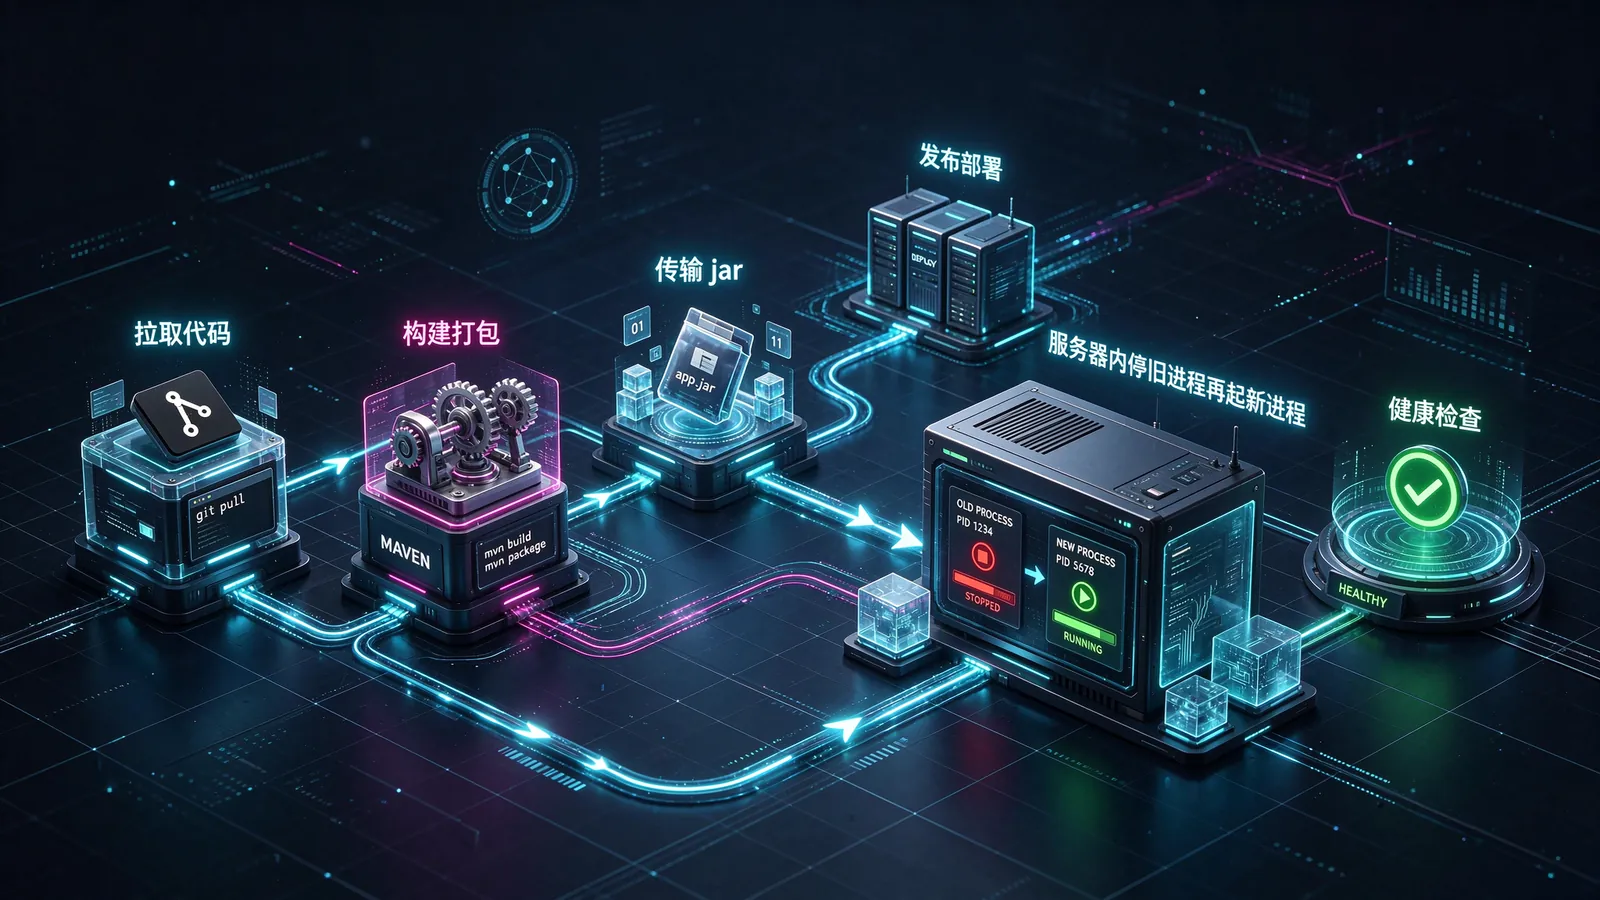 发布部署
DEPLOY
传输 jar
01
11
app.jar
拉取代码
git pull
构建打包
MAVEN
mvn build
mvn package
服务器内停旧进程再起新进程
OLD PROCESS
PID 1234
STOPPED
NEW PROCESS
PID 5678
RUNNING
健康检查
HEALTHY